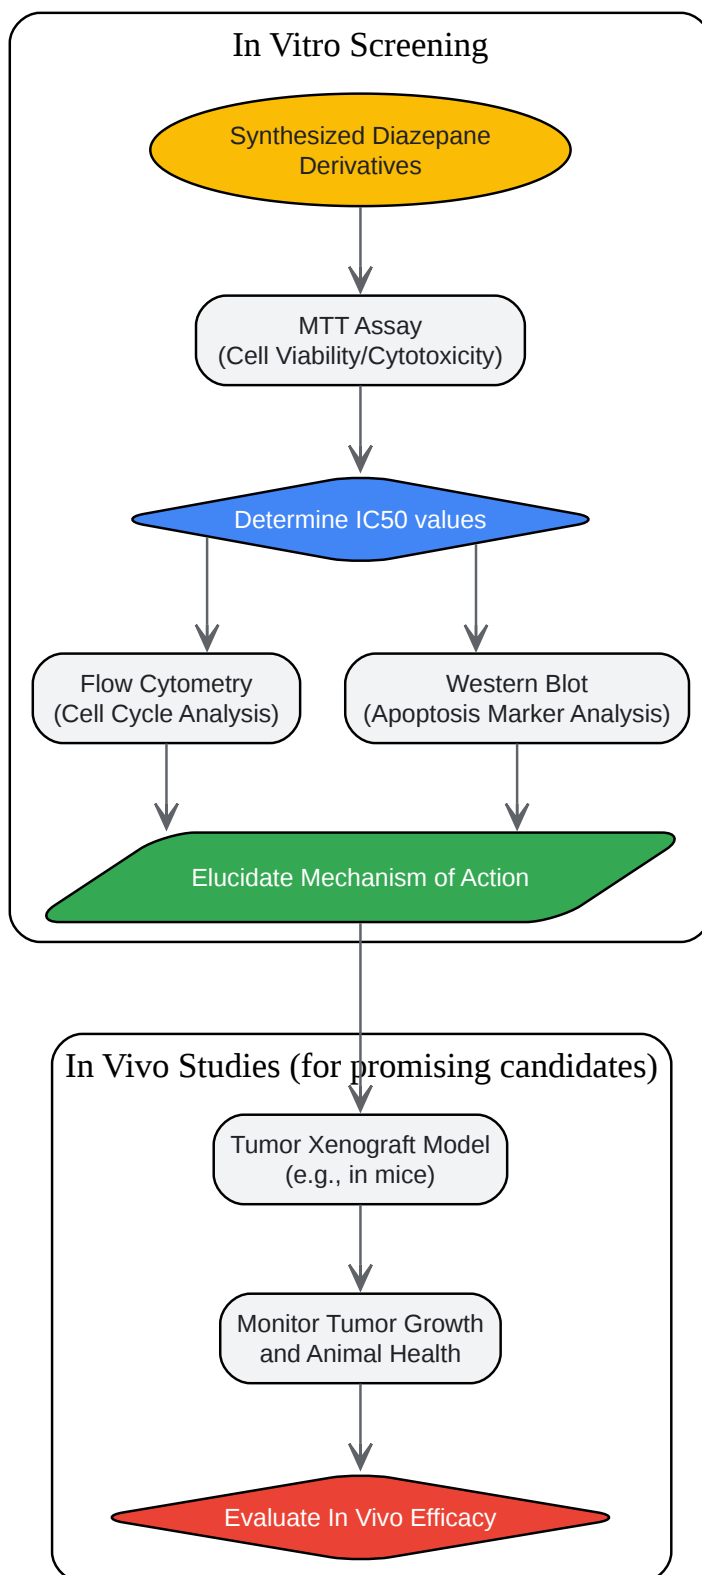 In Vitro Screening
Synthesized Diazepane
Derivatives
MTT Assay
(Cell Viability/Cytotoxicity)
Determine IC50 values
Flow Cytometry
(Cell Cycle Analysis)
Western Blot
(Apoptosis Marker Analysis)
Elucidate Mechanism of Action
In Vivo Studies (for promising candidates)
Tumor Xenograft Model
(e.g., in mice)
Monitor Tumor Growth
and Animal Health
Evaluate In Vivo Efficacy